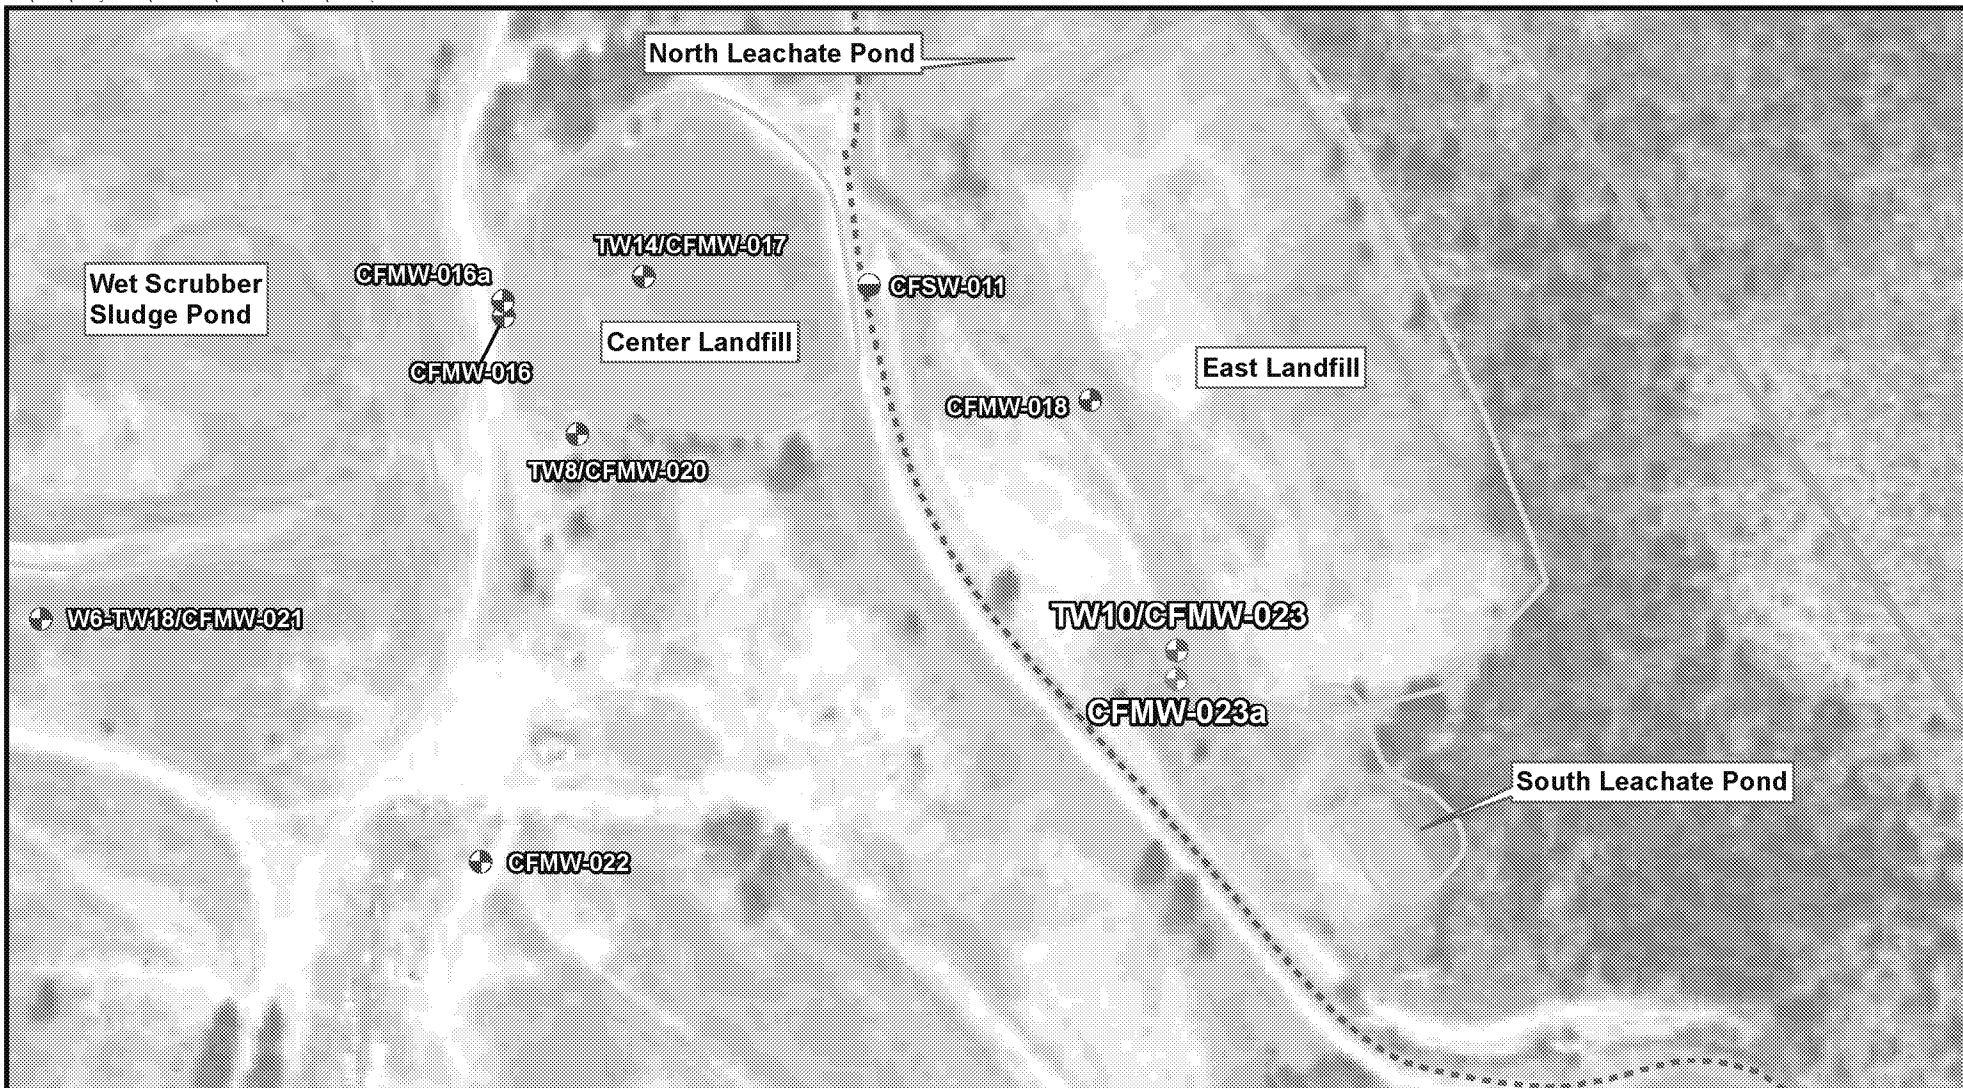 North Leachate Pond
TW14/CFMW-017
CFMW-016a
Wet Scrubber
Sludge Pond
CFSW-011
Center Landfill
East Landfill
CFMW-016
CFMW-018
TW8/CFMW-020
W6-TW18/CFMW-021
TW10/CFMW-023
CFMW-023a
South Leachate Pond
CFMW-022